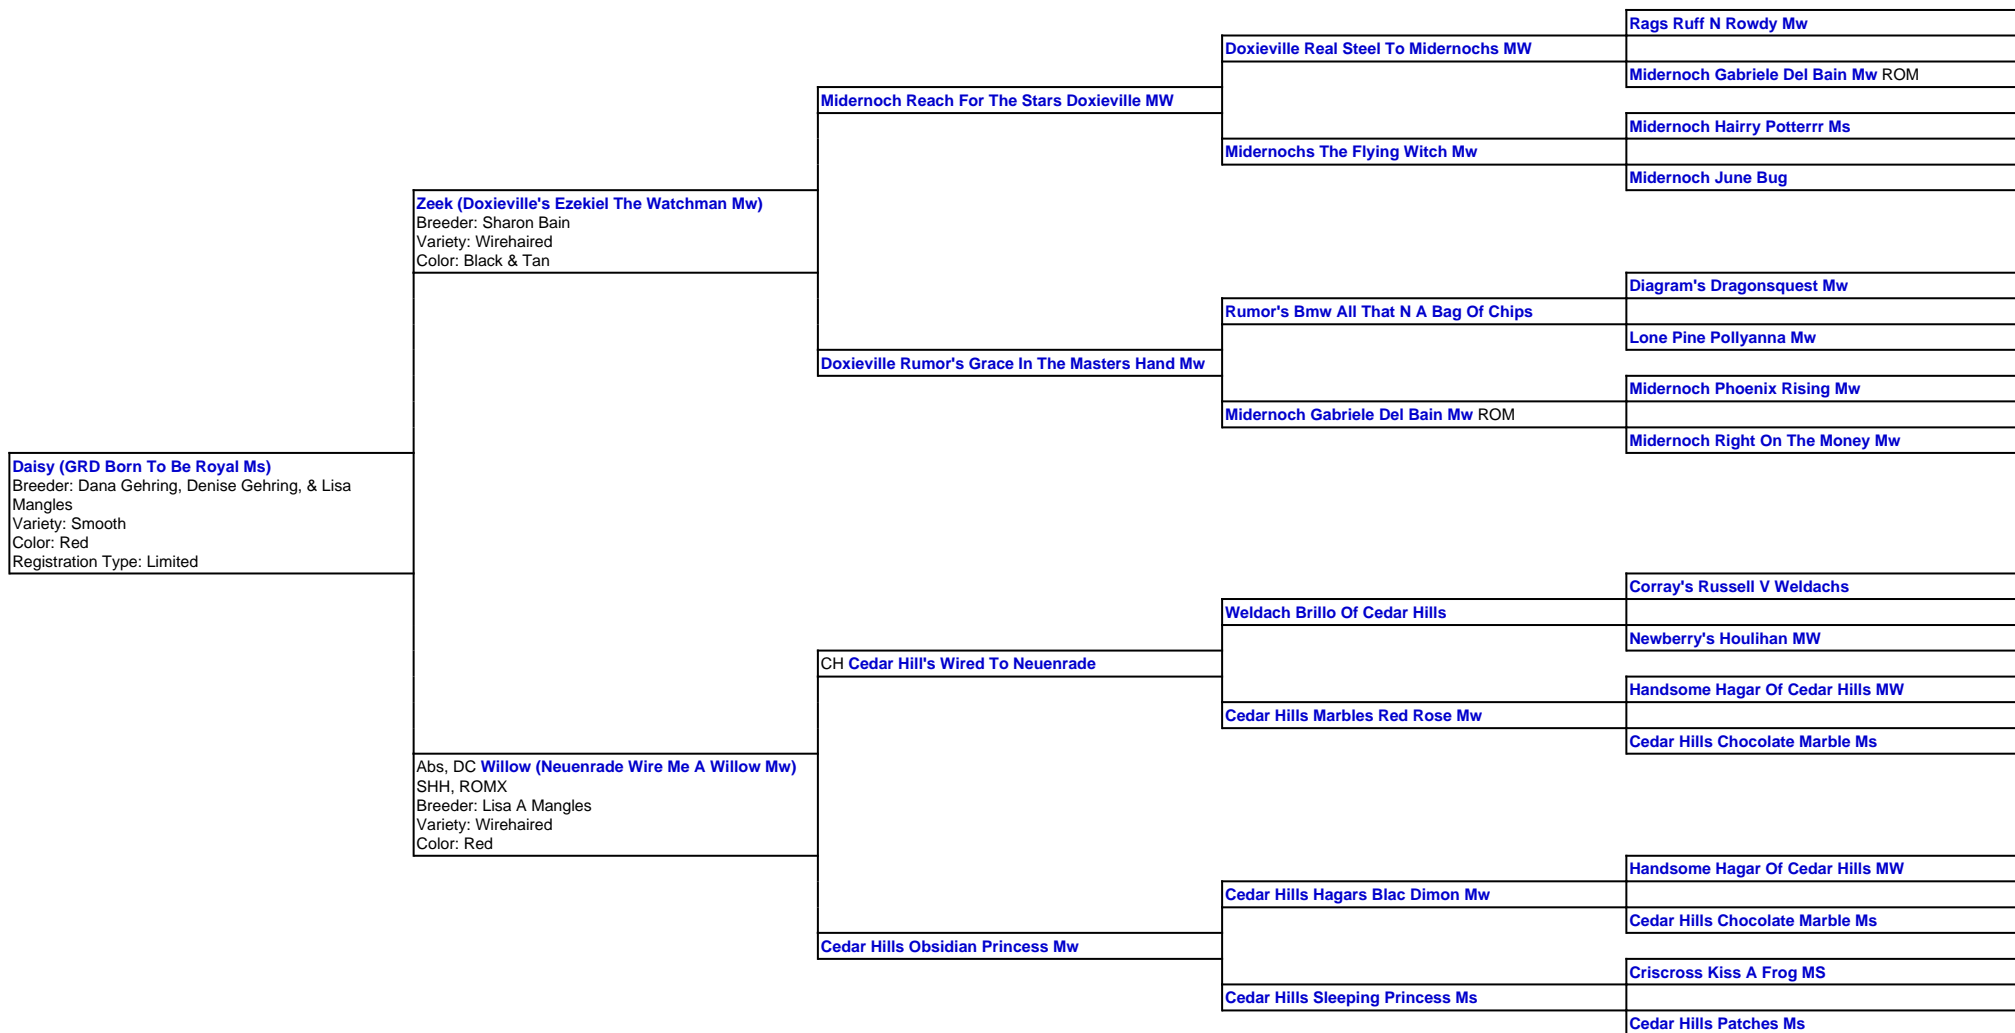 Rags Ruff N Rowdy Mw
Doxieville Real Steel To Midernochs MW
Midernoch Gabriele Del Bain Mw ROM
Midernoch Reach For The Stars Doxieville MW
Midernoch Hairry Potterrr Ms
Midernochs The Flying Witch Mw
Midernoch June Bug
Zeek (Doxieville's Ezekiel The Watchman Mw)
Breeder: Sharon Bain
Variety: Wirehaired
Color: Black & Tan
Diagram's Dragonsquest Mw
Rumor's Bmw All That N A Bag Of Chips
Lone Pine Pollyanna Mw
Doxieville Rumor's Grace In The Masters Hand Mw
Midernoch Phoenix Rising Mw
Midernoch Gabriele Del Bain Mw ROM
Midernoch Right On The Money Mw
Daisy (GRD Born To Be Royal Ms)
Breeder: Dana Gehring, Denise Gehring, & Lisa
Mangles
Variety: Smooth
Color: Red
Registration Type: Limited
Corray's Russell V Weldachs
Weldach Brillo Of Cedar Hills
Newberry's Houlihan MW
CH Cedar Hill's Wired To Neuenrade
Handsome Hagar Of Cedar Hills MW
Cedar Hills Marbles Red Rose Mw
Cedar Hills Chocolate Marble Ms
Abs, DC Willow (Neuenrade Wire Me A Willow Mw)
SHH, ROMX
Breeder: Lisa A Mangles
Variety: Wirehaired
Color: Red
Handsome Hagar Of Cedar Hills MW
Cedar Hills Hagars Blac Dimon Mw
Cedar Hills Chocolate Marble Ms
Cedar Hills Obsidian Princess Mw
Criscross Kiss A Frog MS
Cedar Hills Sleeping Princess Ms
Cedar Hills Patches Ms